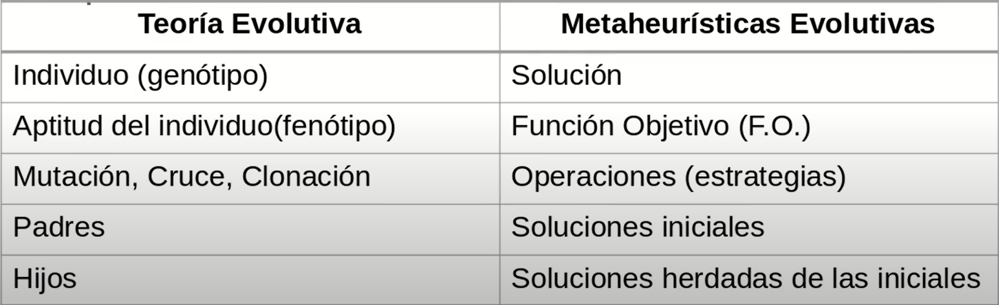 Teoría Evolutiva Metaheurísticas Evolutivas
Individuo (genótipo) Solución
Aptitud del individuo(fenótipo) Función Objetivo (F.O.)
Mutación, Cruce, Clonación Operaciones (estrategias)
Padres Soluciones iniciales
Hijos Soluciones herdadas de las iniciales